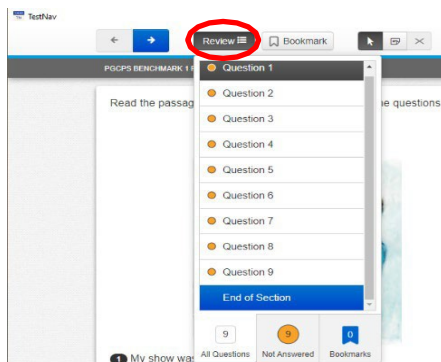 TestNav
Review Bookmark
PGCPS BENCHMARK 1
Question 1
Read the passag e questions
Question 2
Question 3
Question 4
Question 5
Question 6
Question 7
Question 8
Question 9
End of Section
9 9 0
All Questions Not Answered Bookmarks
1 My show was